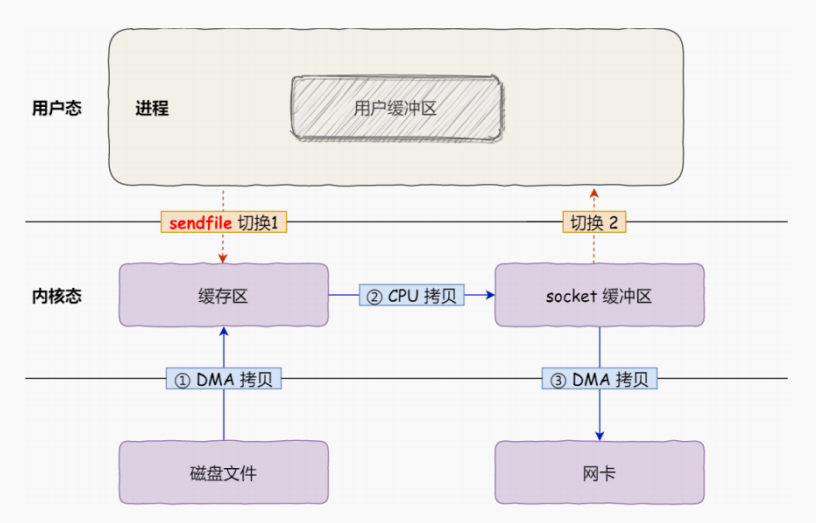 用户态
进程
用户缓冲区
sendfile 切换1
切换 2
内核态
缓存区
② CPU 拷贝
socket 缓冲区
① DMA 拷贝
③ DMA 拷贝
磁盘文件
网卡